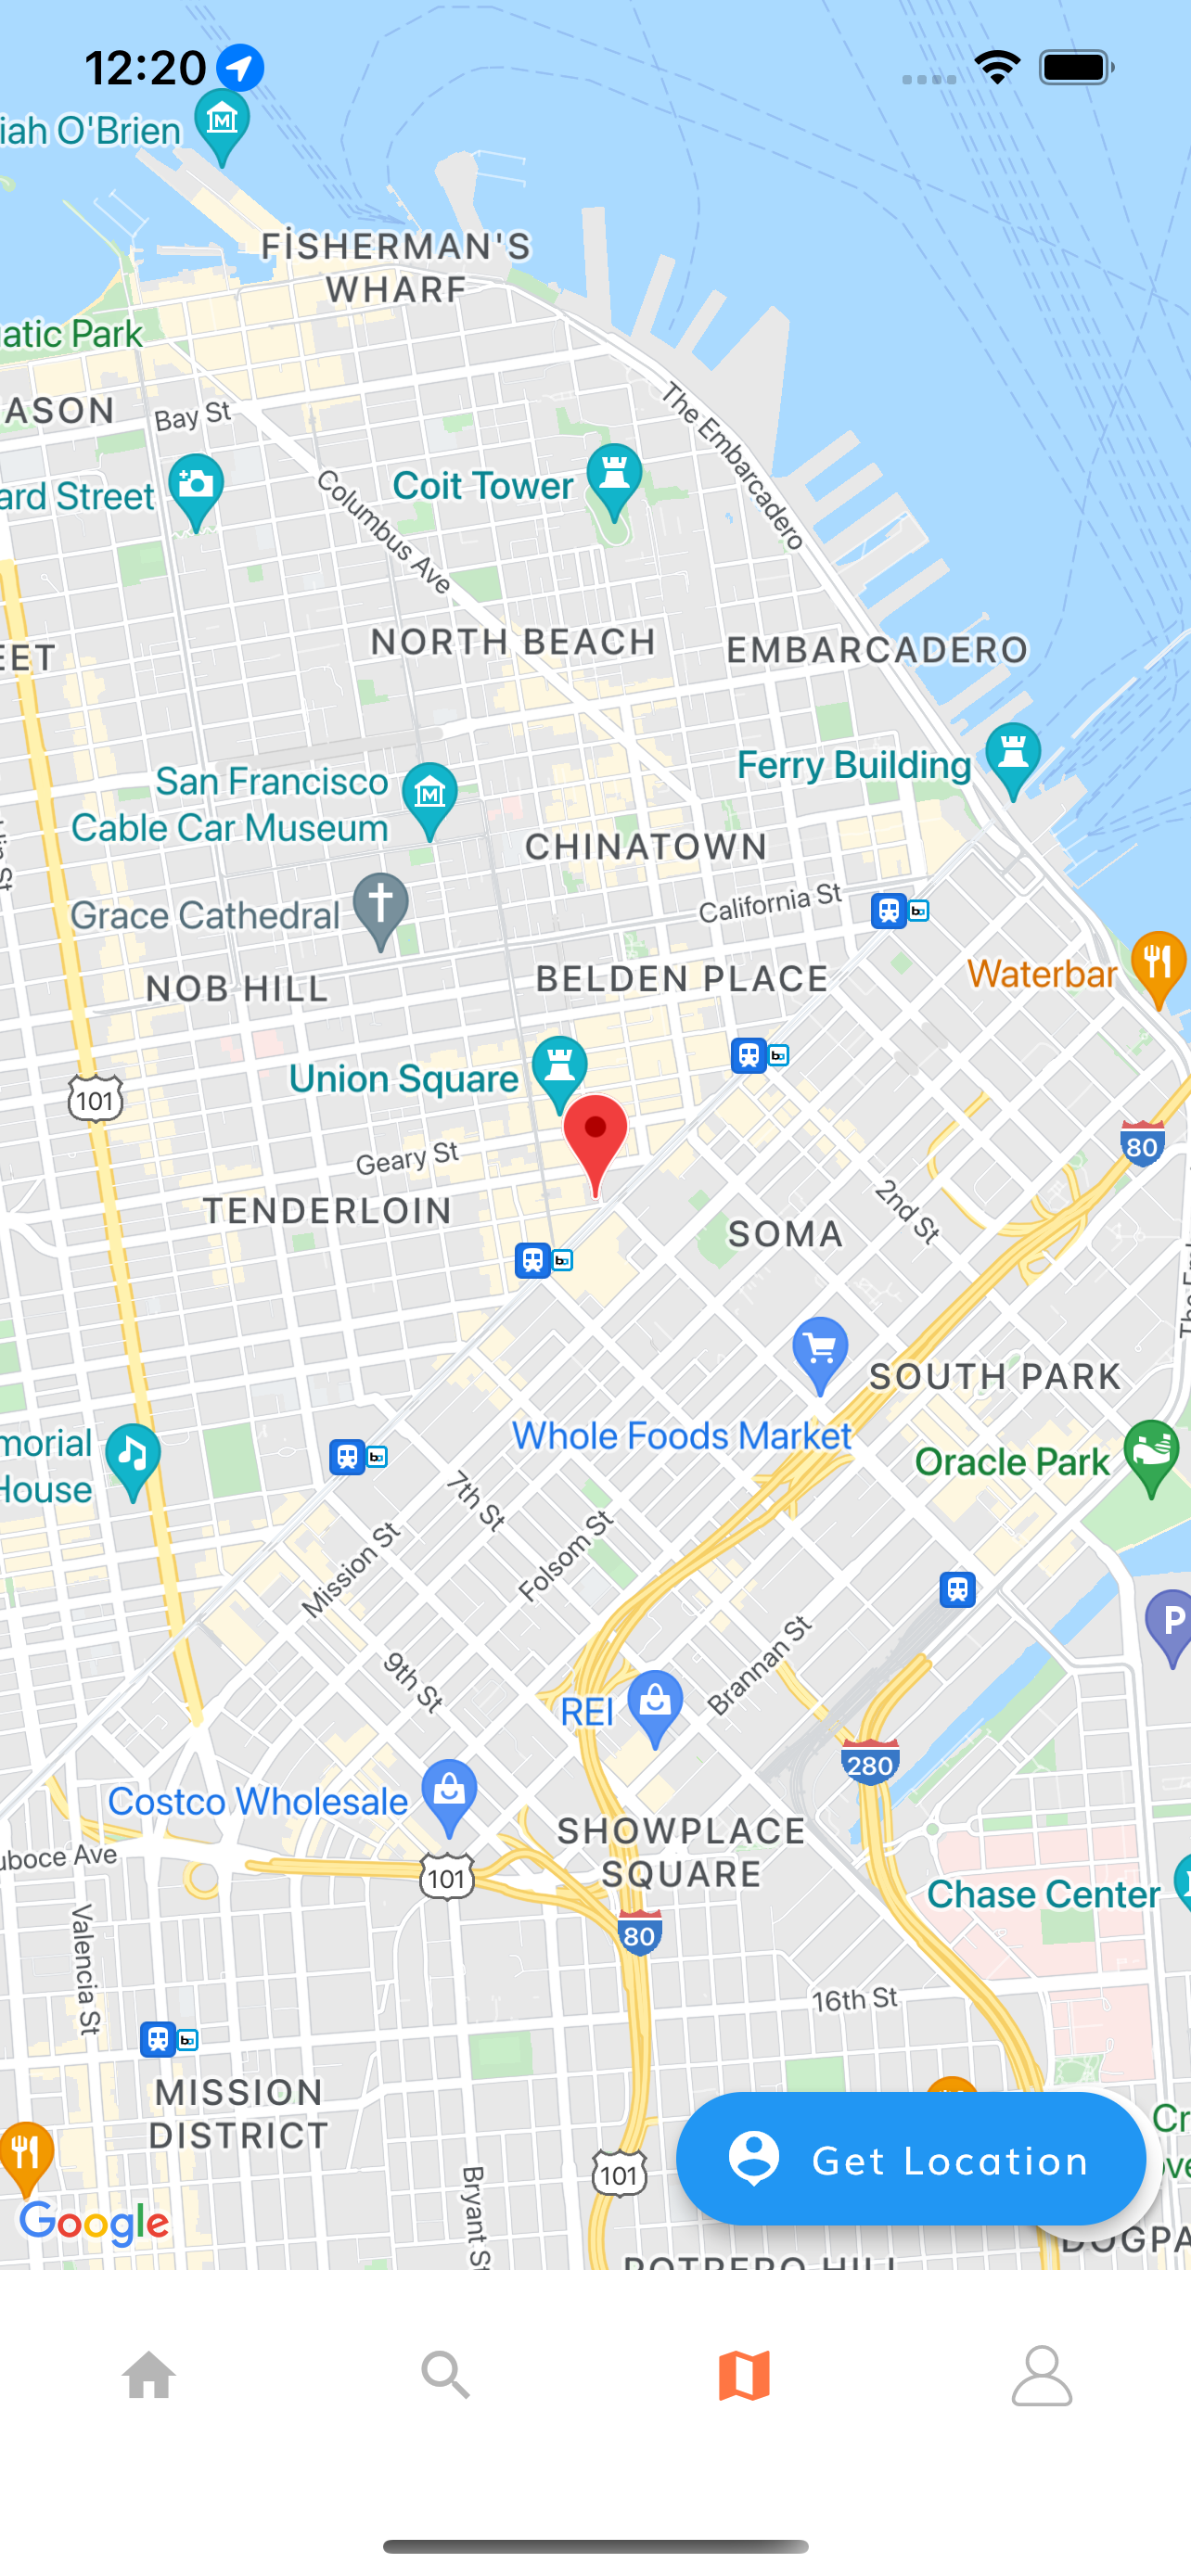 12:20
iah O'Brien
FİSHERMAN'S
WHARF
atic Park
ASON
Bay St
The Embarcadero
ard Street
Columbus Ave
Coit Tower
NORTH BEACH
EMBARCADERO
EET
Ferry Building
San Francisco
Cable Car Museum
CHINATOWN
Grace Cathedral
California St
NOB HILL
BELDEN PLACE
Waterbar
Union Square
101
80
Geary St
TENDERLOIN
2nd St
SOMA
SOUTH PARK
Whole Foods Market
morial
House
Oracle Park
7th St
Mission St
Folsom St
P
9th St
REI
Brannan St
280
Costco Wholesale
SHOWPLACE
SQUARE
uboce Ave
101
Chase Center
80
Valencia St
16th St
MISSION
DISTRICT
Get Location
101
Bryant St
Google
DOGPA
POTRERO HILL